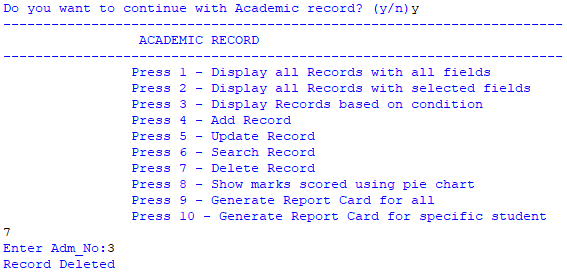 Do you want to continue with Academic record? (y/n)y
----------------------------------------------------------------------
ACADEMIC RECORD
----------------------------------------------------------------------
Press 1 - Display all Records with all fields
Press 2 - Display all Records with selected fields
Press 3 - Display Records based on condition
Press 4 - Add Record
Press 5 - Update Record
Press 6 - Search Record
Press 7 - Delete Record
Press 8 - Show marks scored using pie chart
Press 9 - Generate Report Card for all
Press 10 - Generate Report Card for specific student
7
Enter Adm_No:3
Record Deleted